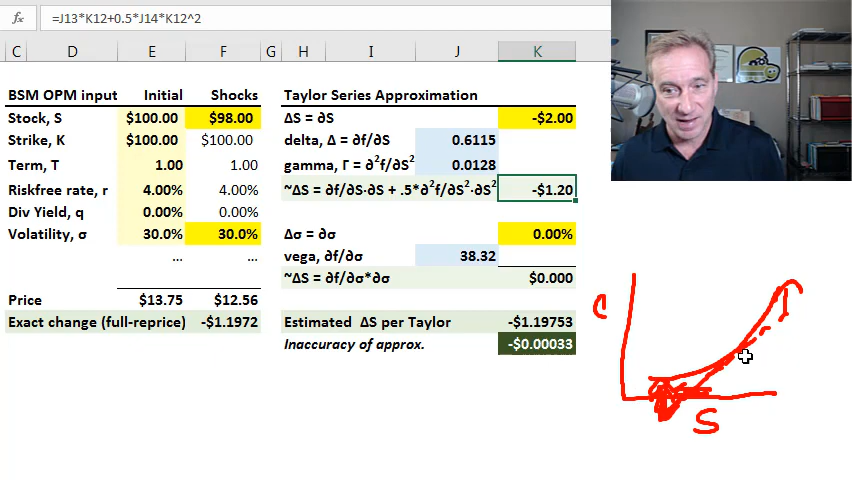 fx =J13*K12+0.5*J14*K12^2
C D E F G H I J K
BSM OPM input Initial Shocks Taylor Series Approximation
Stock, S $100.00 $98.00 ΔS = ∂S -$2.00
Strike, K $100.00 $100.00 delta, Δ = ∂f/∂S 0.6115
Term, T 1.00 1.00 gamma, Γ = ∂²f/∂S² 0.0128
Riskfree rate, r 4.00% 4.00% ~ΔS = ∂f/∂S·∂S + .5*∂²f/∂S²·∂S² -$1.20
Div Yield, q 0.00% 0.00%
Volatility, σ 30.0% 30.0% Δσ = ∂σ 0.00%
... ... vega, ∂f/∂σ 38.32
~ΔS = ∂f/∂σ*∂σ $0.000
Price $13.75 $12.56
Exact change (full-reprice) -$1.1972 Estimated ΔS per Taylor -$1.19753
Inaccuracy of approx. -$0.00033
C
S